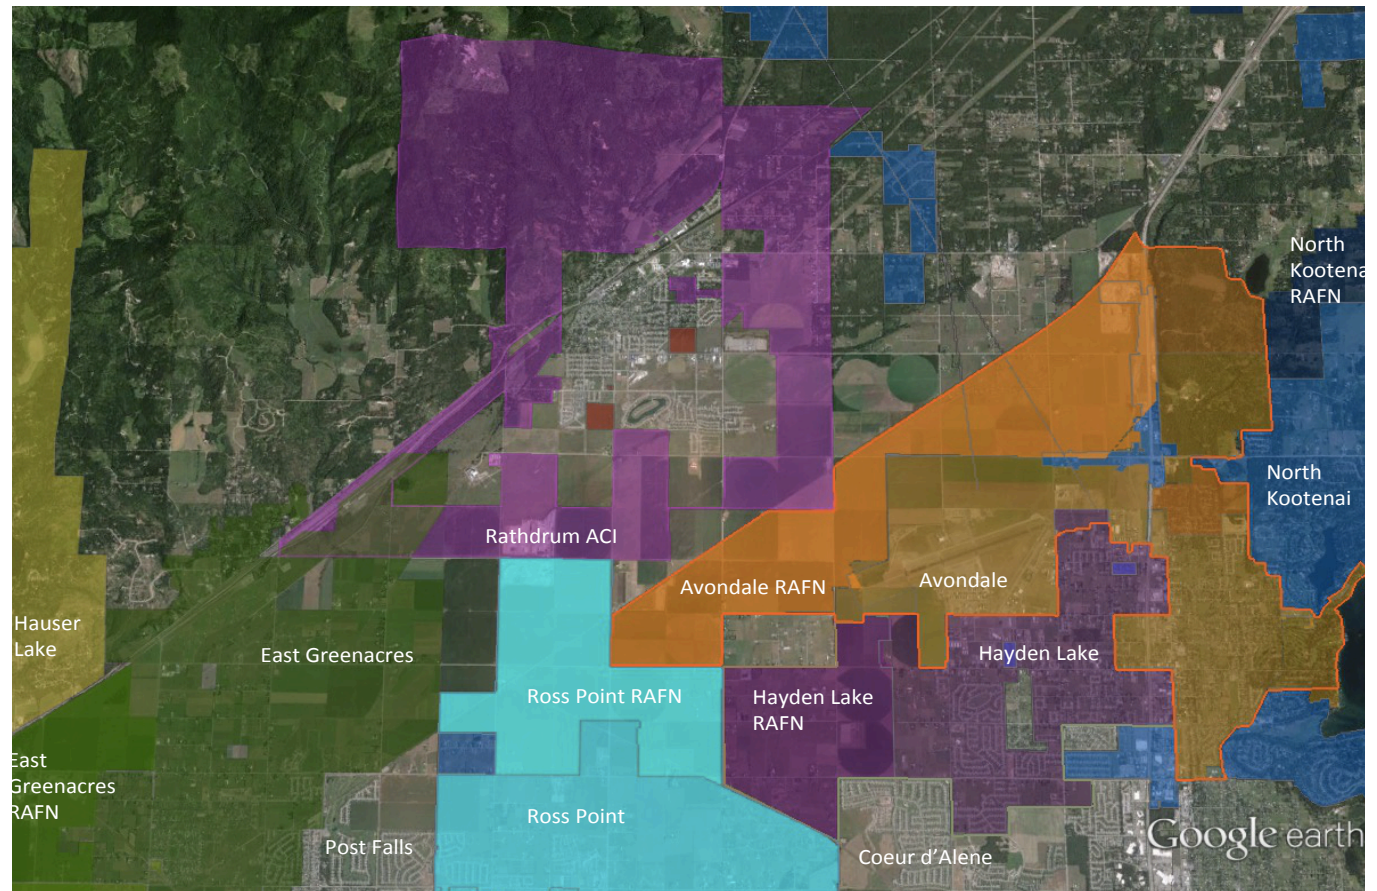 North
Kootena
RAFN
North
Kootenai
Rathdrum ACI
Avondale RAFN
Avondale
Hauser
Lake
East Greenacres
Hayden Lake
Ross Point RAFN
Hayden Lake
RAFN
East
Greenacres
RAFN
Ross Point
Post Falls
Coeur d'Alene
Google earth